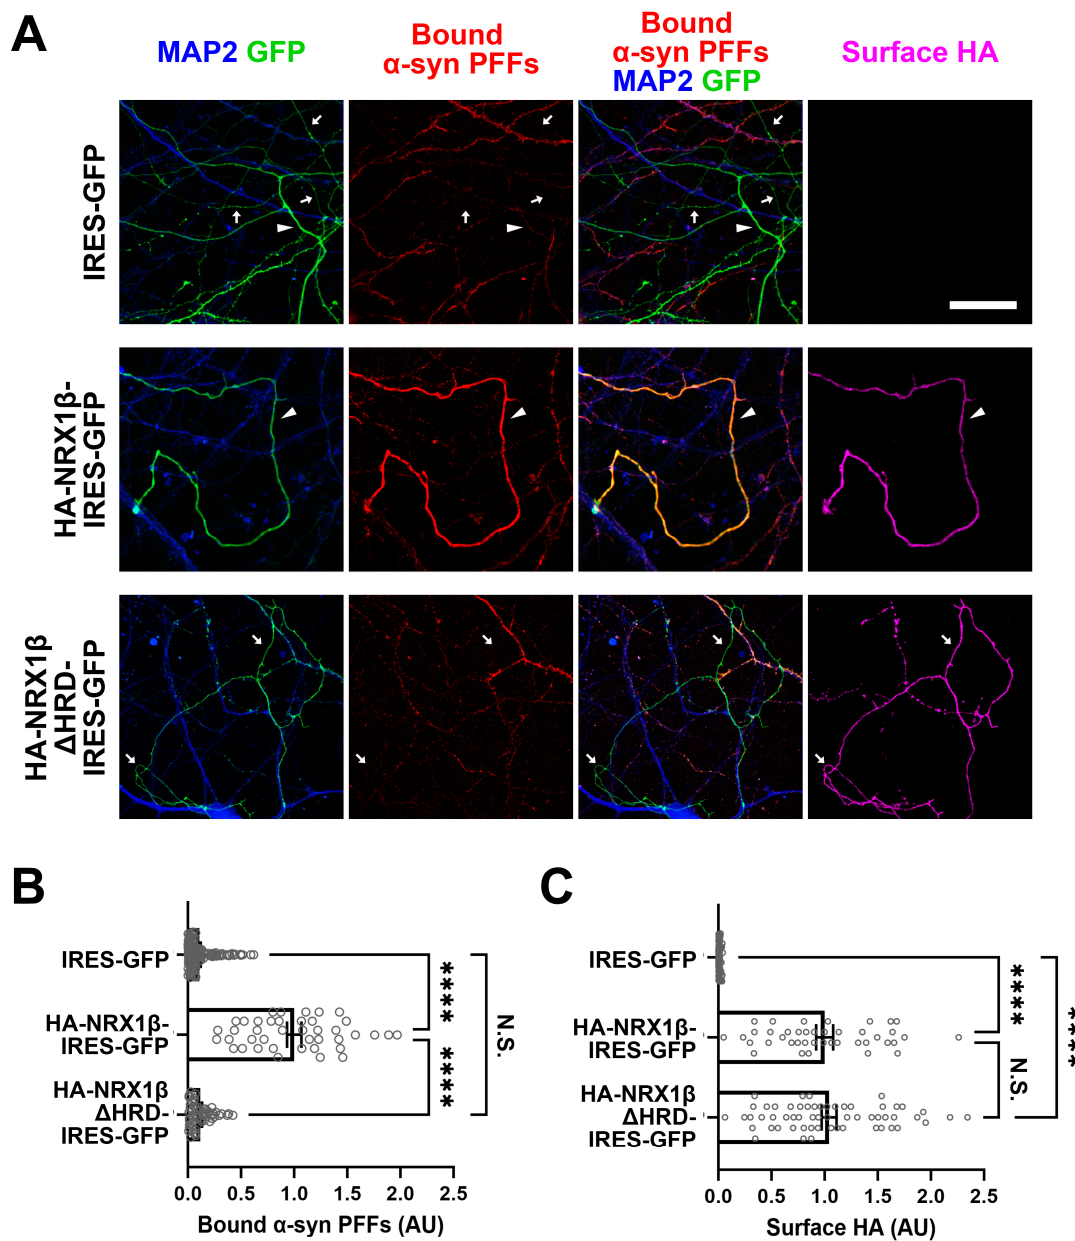 A
MAP2 GFP
Bound
α-syn PFFs
Bound
α-syn PFFs
MAP2 GFP
Surface HA
IRES-GFP
HA-NRX1β-
IRES-GFP
HA-NRX1β
ΔHRD-
IRES-GFP
B
IRES-GFP
HA-NRX1β-
IRES-GFP
HA-NRX1β
ΔHRD-
IRES-GFP
****
****
N.S.
0.0 0.5 1.0 1.5 2.0 2.5
Bound α-syn PFFs (AU)
C
IRES-GFP
HA-NRX1β-
IRES-GFP
HA-NRX1β
ΔHRD-
IRES-GFP
****
N.S.
****
0.0 0.5 1.0 1.5 2.0 2.5
Surface HA (AU)